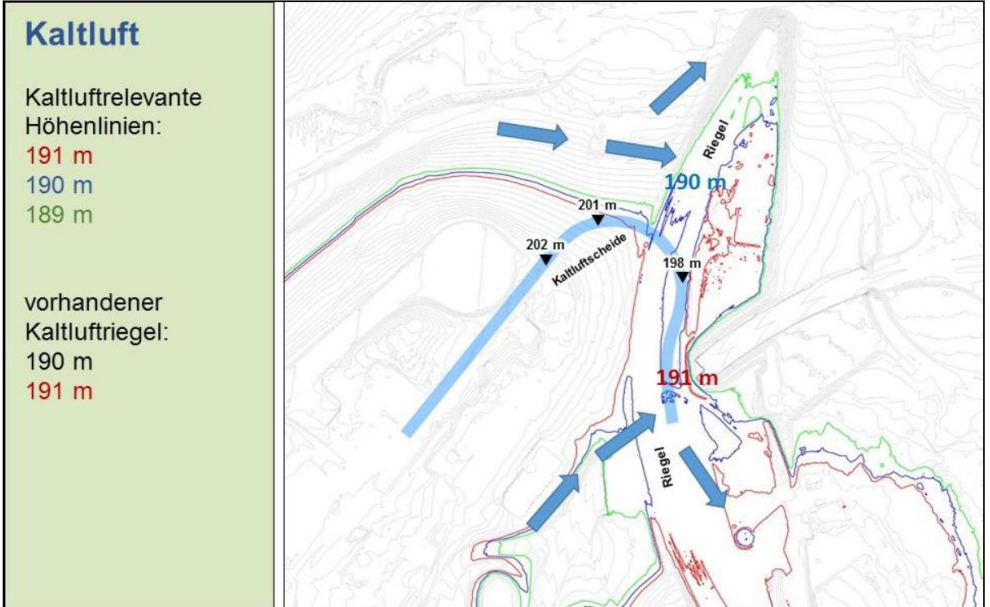 Kaltluft
Kaltluftrelevante
Höhenlinien:
191 m
190 m
189 m
vorhandener
Kaltluftriegel:
190 m
191 m
Riegel
190 m
201 m
202 m
Kaltluftscheide
198 m
191 m
Riegel